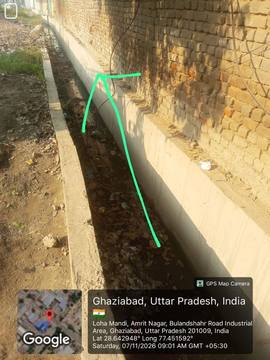 GPS Map Camera
Ghaziabad, Uttar Pradesh, India
Loha Mandi, Amrit Nagar, Bulandshahr Road Industrial
Area, Ghaziabad, Uttar Pradesh 201009, India
Lat 28.642948° Long 77.451592°
Saturday, 07/11/2026 09:01 AM GMT +05:30
Google